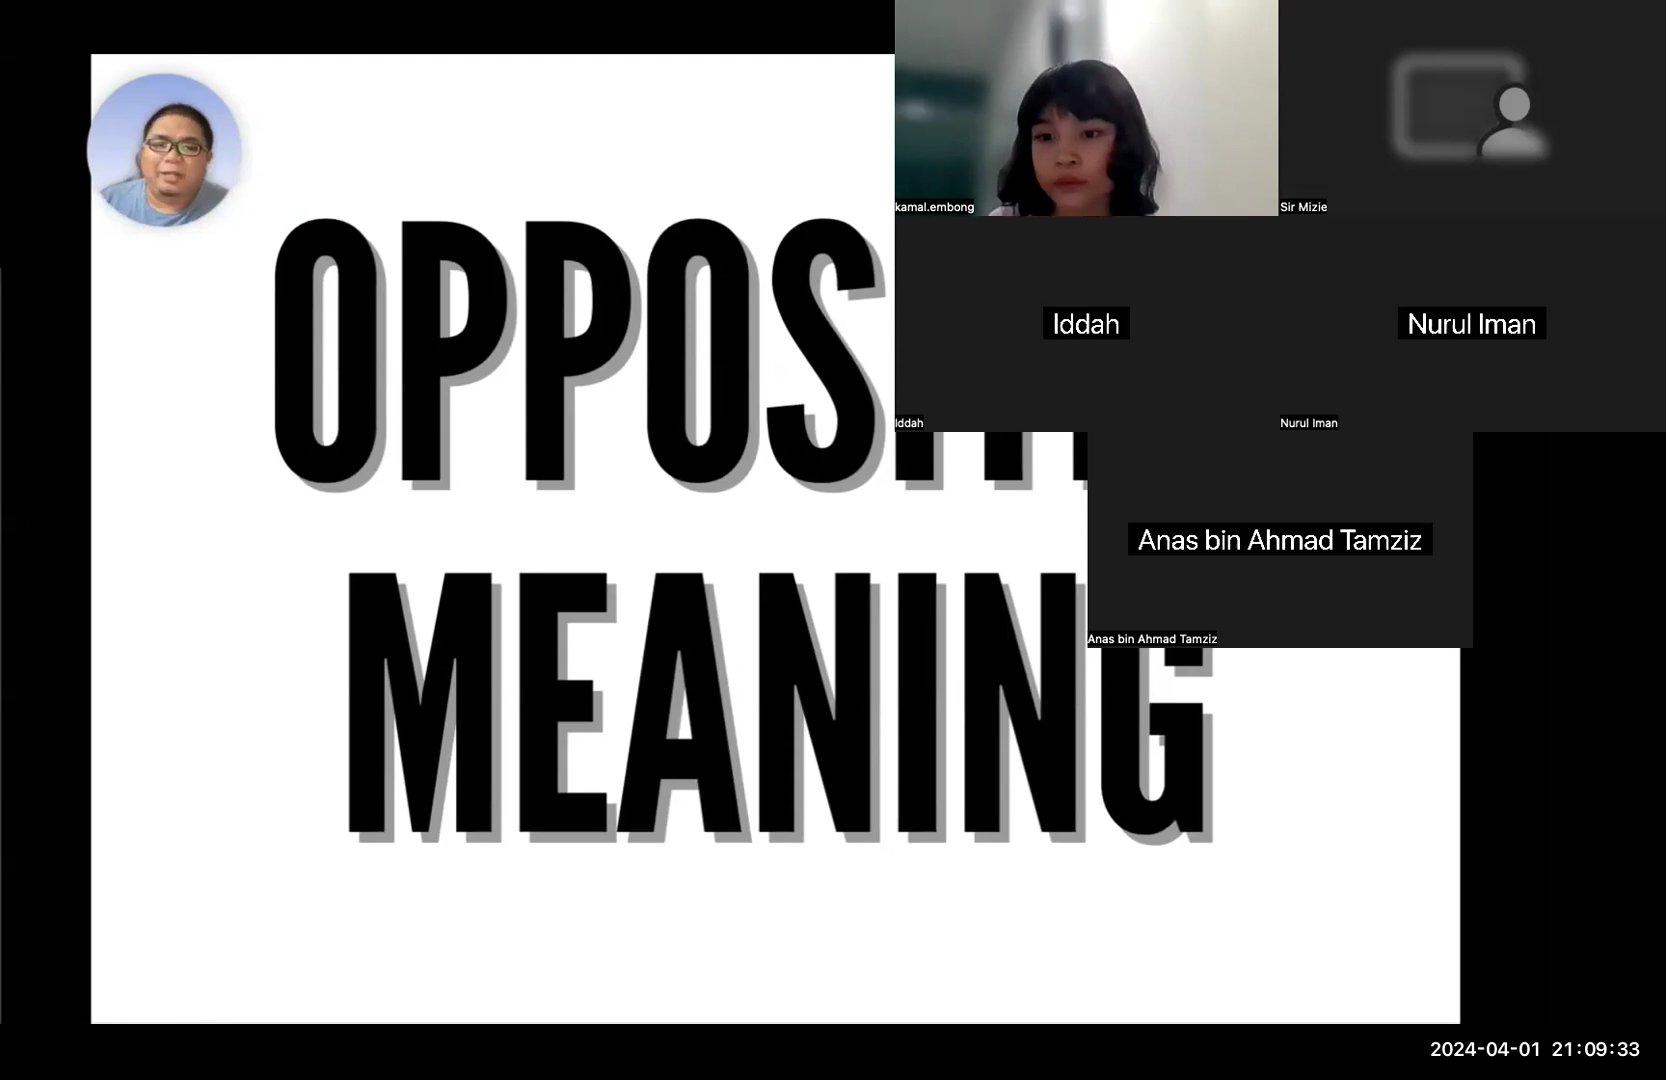 kamal.embong
Sir Mizie
Iddah
Nurul Iman
Iddah
Nurul Iman
Anas bin Ahmad Tamziz
Anas bin Ahmad Tamziz
MEANING
2024-04-01 21:09:33